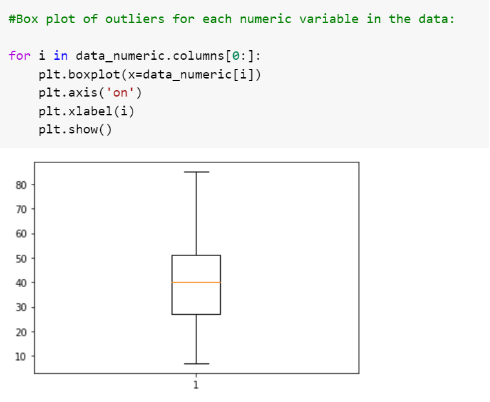 #Box plot of outliers for each numeric variable in the data:
for i in data_numeric.columns[0:]:
    plt.boxplot(x=data_numeric[i])
    plt.axis('on')
    plt.xlabel(i)
    plt.show()
80
70
60
50
40
30
20
10
1